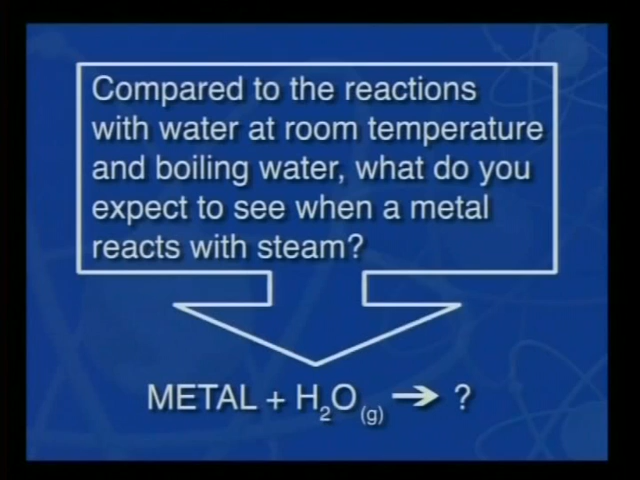 Compared to the reactions
with water at room temperature
and boiling water, what do you
expect to see when a metal
reacts with steam?
METAL + H₂O(g) → ?